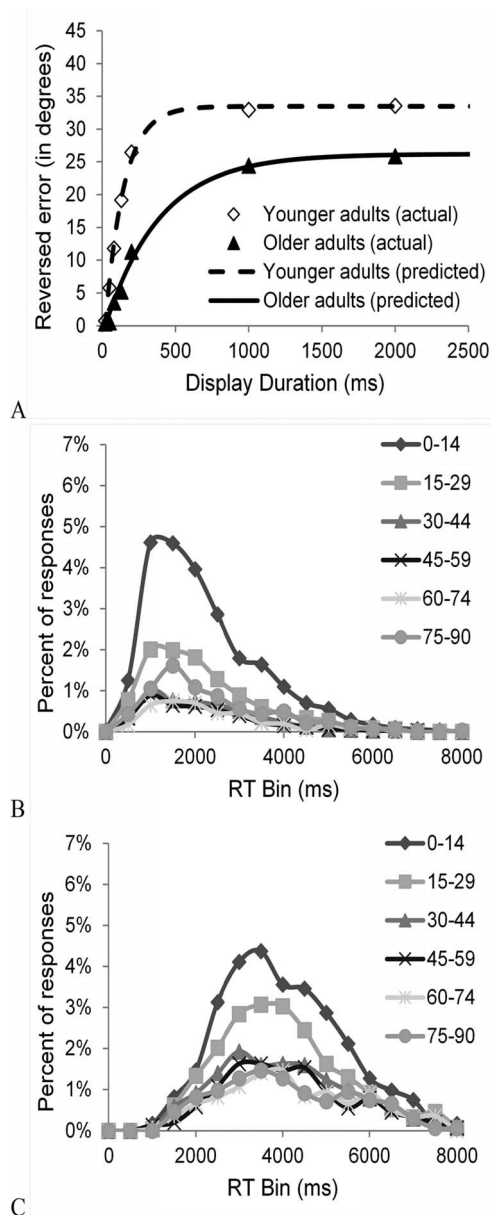 45
40
35
30
25
20
15
10
5
0
Reversed error (in degrees)
Younger adults (actual)
Older adults (actual)
Younger adults (predicted)
Older adults (predicted)
0 500 1000 1500 2000 2500
Display Duration (ms)
A
7%
6%
5%
4%
3%
2%
1%
0%
Percent of responses
0-14
15-29
30-44
45-59
60-74
75-90
0 2000 4000 6000 8000
RT Bin (ms)
B
7%
6%
5%
4%
3%
2%
1%
0%
Percent of responses
0-14
15-29
30-44
45-59
60-74
75-90
0 2000 4000 6000 8000
RT Bin (ms)
C